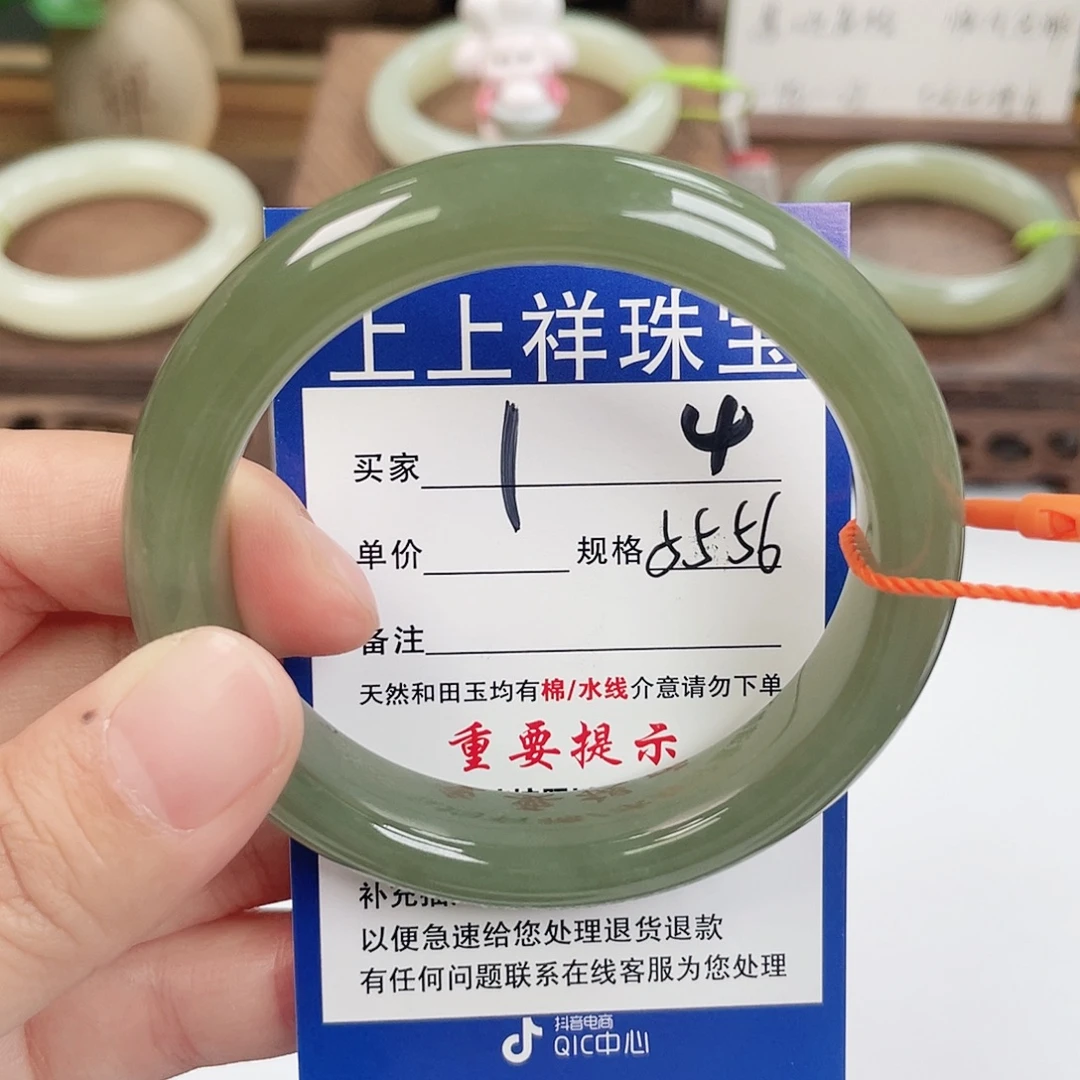 上上祥珠宝
1 4
买家
单价 规格 5556
备注
天然和田玉均有棉/水线介意请勿下单
重要提示
补充
以便急速给您处理退货退款
有任何问题联系在线客服为您处理
抖音电商
QIC中心